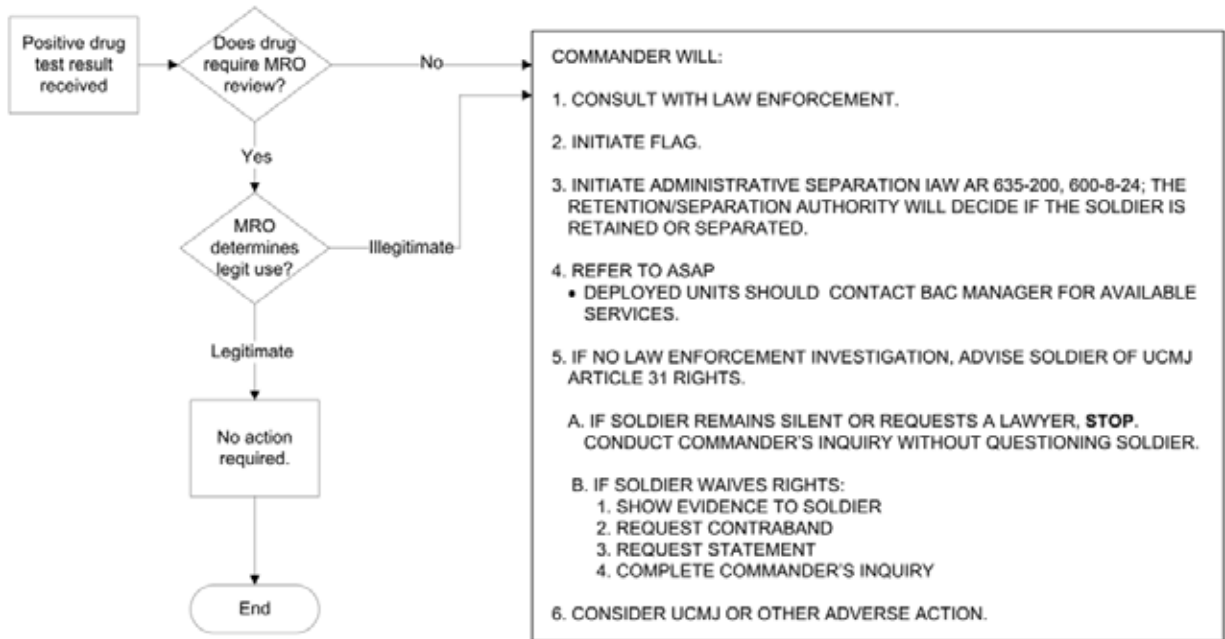 Positive drug
test result
received
Does drug
require MRO
review?
No
Yes
MRO
determines
legit use?
Illegitimate
Legitimate
No action
required.
End
COMMANDER WILL:
1. CONSULT WITH LAW ENFORCEMENT.
2. INITIATE FLAG.
3. INITIATE ADMINISTRATIVE SEPARATION IAW AR 635-200, 600-8-24; THE
RETENTION/SEPARATION AUTHORITY WILL DECIDE IF THE SOLDIER IS
RETAINED OR SEPARATED.
4. REFER TO ASAP
• DEPLOYED UNITS SHOULD CONTACT BAC MANAGER FOR AVAILABLE
SERVICES.
5. IF NO LAW ENFORCEMENT INVESTIGATION, ADVISE SOLDIER OF UCMJ
ARTICLE 31 RIGHTS.
A. IF SOLDIER REMAINS SILENT OR REQUESTS A LAWYER, STOP.
CONDUCT COMMANDER'S INQUIRY WITHOUT QUESTIONING SOLDIER.
B. IF SOLDIER WAIVES RIGHTS:
1. SHOW EVIDENCE TO SOLDIER
2. REQUEST CONTRABAND
3. REQUEST STATEMENT
4. COMPLETE COMMANDER'S INQUIRY
6. CONSIDER UCMJ OR OTHER ADVERSE ACTION.